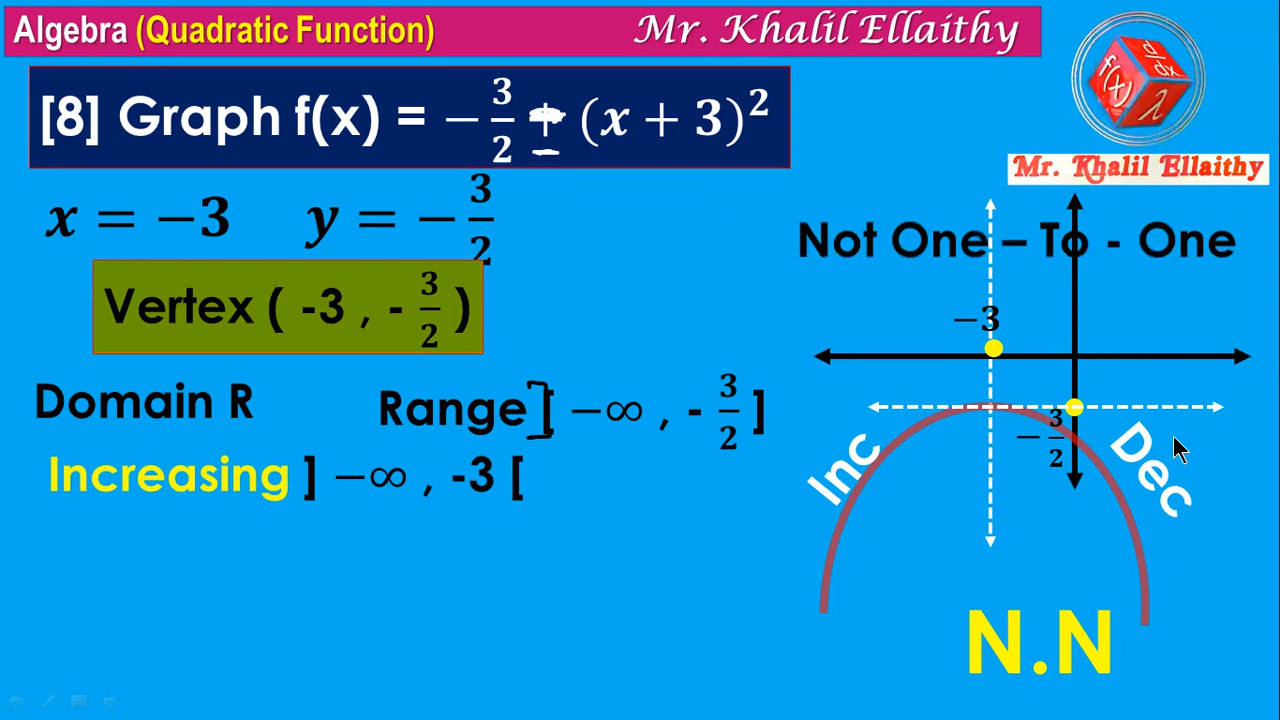 Algebra (Quadratic Function)
Mr. Khalil Ellaithy
f(x) d/dx λ
Mr. Khalil Ellaithy
[8] Graph f(x) = −3/2 − (x + 3)²
x = −3 y = −3/2
Vertex ( -3 , - 3/2 )
Domain R Range ] −∞ , - 3/2 ]
Increasing ] −∞ , -3 [
Not One – To - One
−3
−3/2
Inc
Dec
N.N